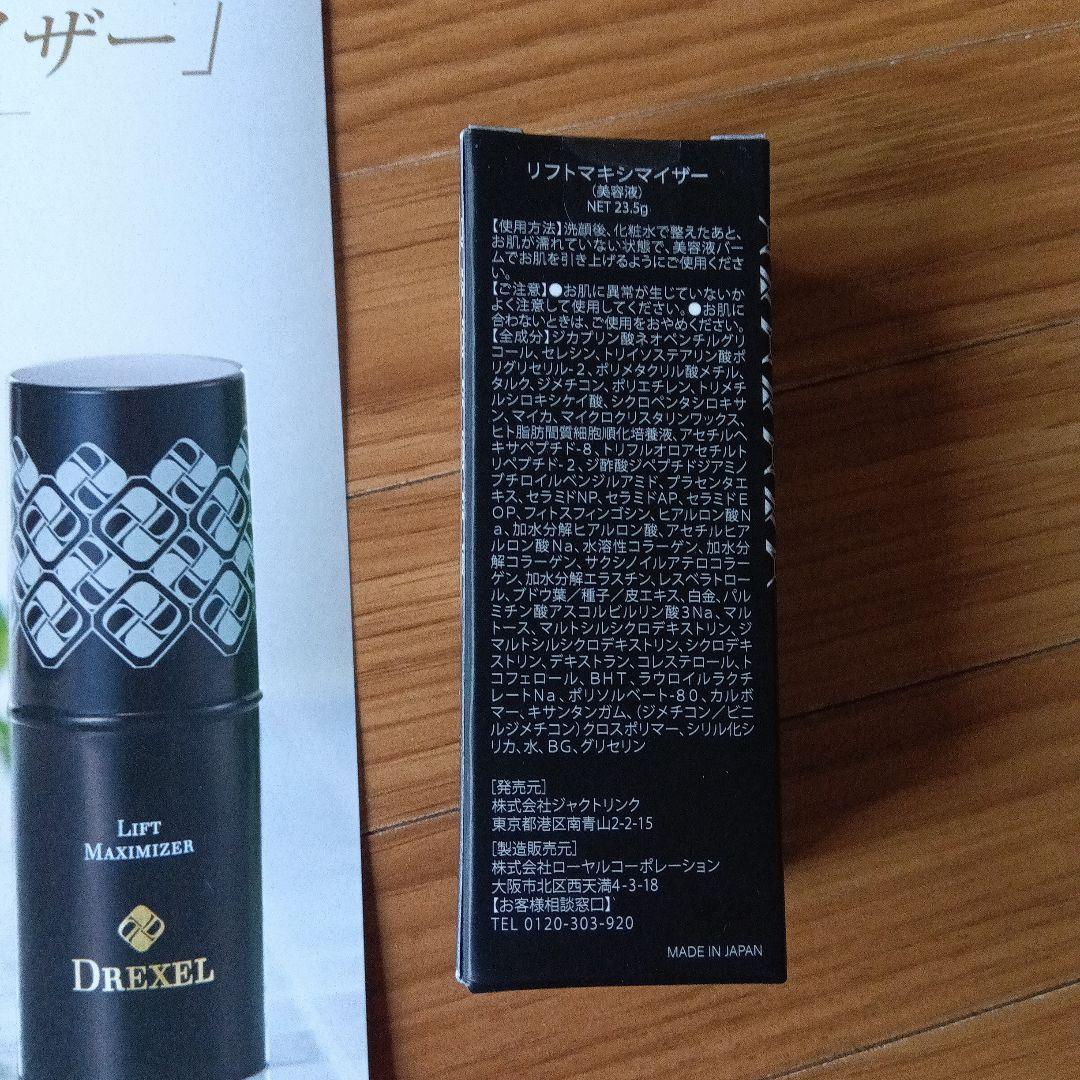 イザー」
LIFT
MAXIMIZER
DREXEL
リフトマキシマイザー
(美容液)
NET 23.5g
【使用方法】洗顔後、化粧水で整えたあと、
お肌が濡れていない状態で、美容液バー
ムでお肌を引き上げるようにご使用くださ
い。
【ご注意】●お肌に異常が生じていないか
よく注意して使用してください。●お肌に
合わないときは、ご使用をおやめください。
【全成分】ジカプリン酸ネオペンチルグリ
コール、セレシン、トリイソステアリン酸ポ
リグリセリル-2、ポリメタクリル酸メチル、
タルク、ジメチコン、ポリエチレン、トリメチ
ルシロキシケイ酸、シクロペンタシロキサ
ン、マイカ、マイクロクリスタリンワックス、
ヒト脂肪間質細胞順化培養液、アセチルヘ
キサペプチド-8、トリフルオロアセチルト
リペプチド-2、ジ酢酸ジペプチドジアミノ
ブチロイルベンジルアミド、プラセンタエ
キス、セラミドNP、セラミドAP、セラミドE
OP、フィトスフィンゴシン、ヒアルロン酸N
a、加水分解ヒアルロン酸、アセチルヒア
ルロン酸Na、水溶性コラーゲン、加水分
解コラーゲン、サクシノイルアテロコラー
ゲン、加水分解エラスチン、レスベラトロー
ル、ブドウ葉/種子/皮エキス、白金、パル
ミチン酸アスコルビルリン酸3Na、マル
トース、マルトシルシクロデキストリン、ジ
マルトシルシクロデキストリン、シクロデキ
ストリン、デキストラン、コレステロール、ト
コフェロール、BHT、ラウロイルラクチ
レートNa、ポリソルベート-80、カルボ
マー、キサンタンガム、(ジメチコン/ビニ
ルジメチコン)クロスポリマー、シリル化シ
リカ、水、BG、グリセリン
[発売元]
株式会社ジャクトリンク
東京都港区南青山2-2-15
[製造販売元]
株式会社ローヤルコーポレーション
大阪市北区西天満4-3-18
【お客様相談窓口】
TEL 0120-303-920
MADE IN JAPAN